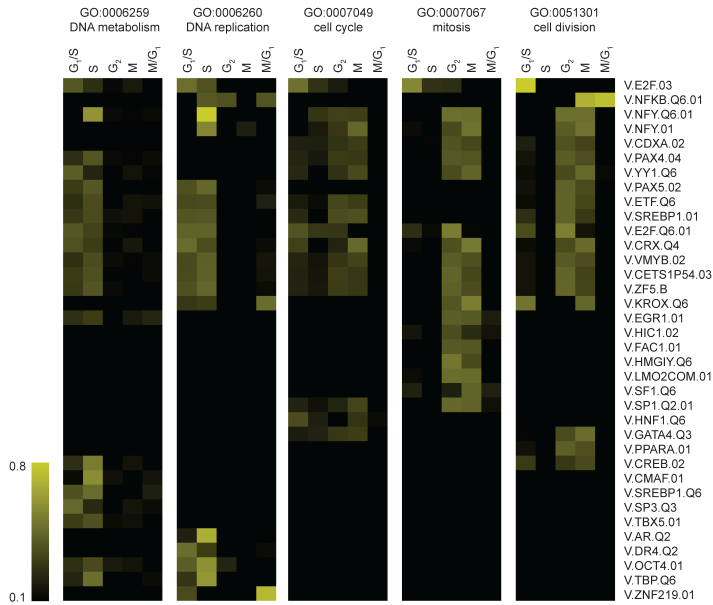 GO:0006259 GO:0006260 GO:0007049 GO:0007067 GO:0051301
DNA metabolism DNA replication cell cycle mitosis cell division
G1/S S G2 M M/G1 G1/S S G2 M M/G1 G1/S S G2 M M/G1 G1/S S G2 M M/G1 G1/S S G2 M M/G1
V.E2F.03
V.NFKB.Q6.01
V.NFY.Q6.01
V.NFY.01
V.CDXA.02
V.PAX4.04
V.YY1.Q6
V.PAX5.02
V.ETF.Q6
V.SREBP1.01
V.E2F.Q6.01
V.CRX.Q4
V.VMYB.02
V.CETS1P54.03
V.ZF5.B
V.KROX.Q6
V.EGR1.01
V.HIC1.02
V.FAC1.01
V.HMGIY.Q6
V.LMO2COM.01
V.SF1.Q6
V.SP1.Q2.01
V.HNF1.Q6
V.GATA4.Q3
V.PPARA.01
V.CREB.02
V.CMAF.01
V.SREBP1.Q6
V.SP3.Q3
V.TBX5.01
V.AR.Q2
V.DR4.Q2
V.OCT4.01
V.TBP.Q6
V.ZNF219.01
0.8
0.1